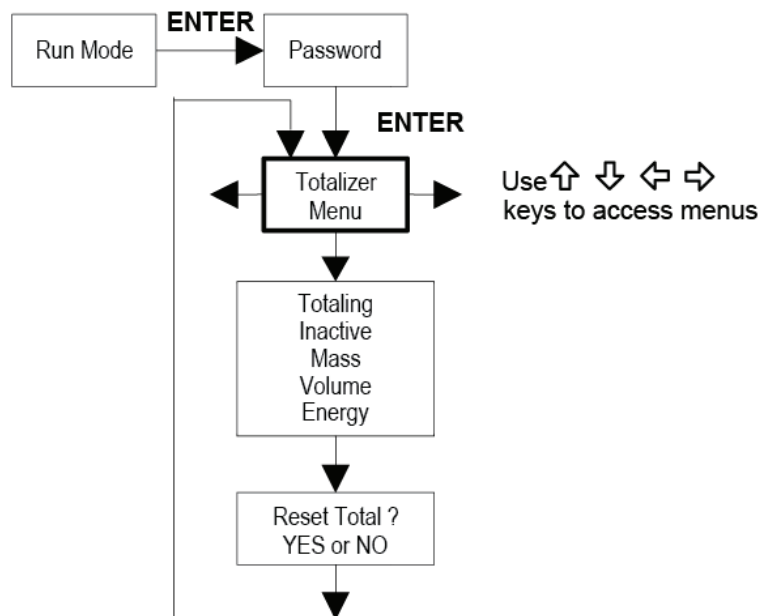 Run Mode
ENTER
Password
ENTER
Totalizer
Menu
Use ⇧ ⇩ ⇦ ⇨
keys to access menus
Totaling
Inactive
Mass
Volume
Energy
Reset Total ?
YES or NO